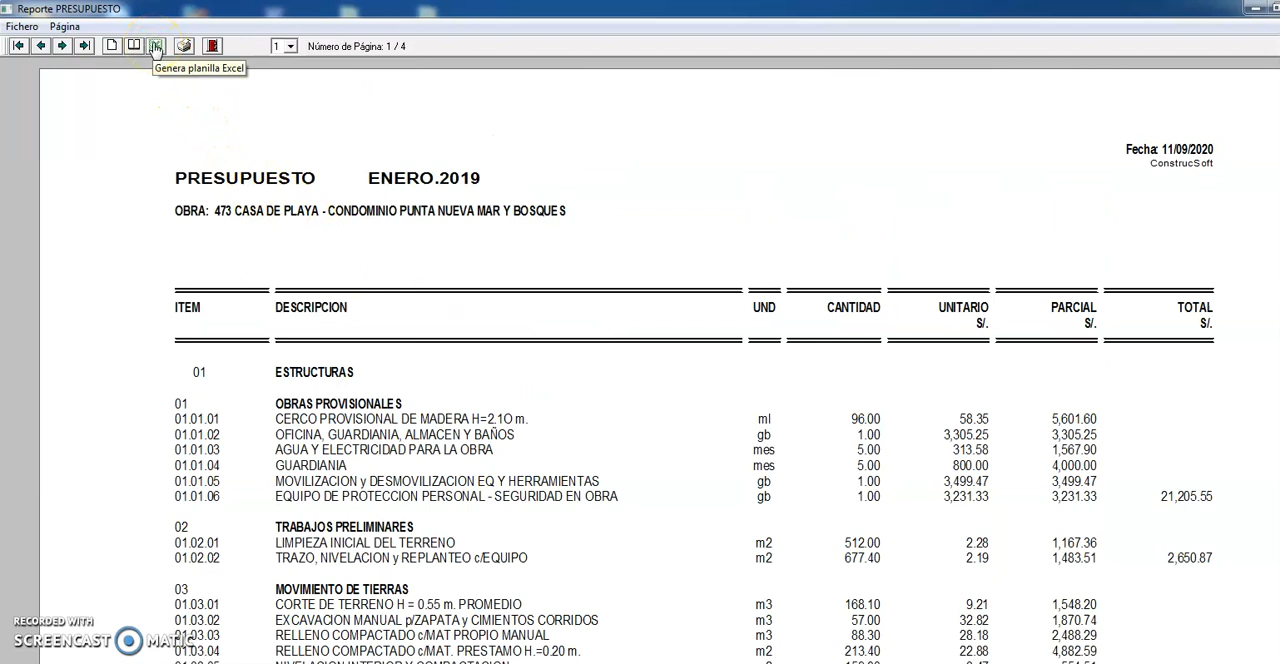 Reporte PRESUPUESTO
Fichero Página
1 Número de Página: 1 / 4
Genera planilla Excel
Fecha: 11/09/2020
ConstrucSoft
PRESUPUESTO ENERO.2019
OBRA: 473 CASA DE PLAYA - CONDOMINIO PUNTA NUEVA MAR Y BOSQUES
ITEM DESCRIPCION UND CANTIDAD UNITARIO PARCIAL TOTAL
S/. S/. S/.
01 ESTRUCTURAS
01 OBRAS PROVISIONALES
01.01.01 CERCO PROVISIONAL DE MADERA H=2.1O m. ml 96.00 58.35 5,601.60
01.01.02 OFICINA, GUARDIANIA, ALMACEN Y BAÑOS gb 1.00 3,305.25 3,305.25
01.01.03 AGUA Y ELECTRICIDAD PARA LA OBRA mes 5.00 313.58 1,567.90
01.01.04 GUARDIANIA mes 5.00 800.00 4,000.00
01.01.05 MOVILIZACION y DESMOVILIZACION EQ Y HERRAMIENTAS gb 1.00 3,499.47 3,499.47
01.01.06 EQUIPO DE PROTECCION PERSONAL - SEGURIDAD EN OBRA gb 1.00 3,231.33 3,231.33 21,205.55
02 TRABAJOS PRELIMINARES
01.02.01 LIMPIEZA INICIAL DEL TERRENO m2 512.00 2.28 1,167.36
01.02.02 TRAZO, NIVELACION y REPLANTEO c/EQUIPO m2 677.40 2.19 1,483.51 2,650.87
03 MOVIMIENTO DE TIERRAS
01.03.01 CORTE DE TERRENO H = 0.55 m. PROMEDIO m3 168.10 9.21 1,548.20
01.03.02 EXCAVACION MANUAL p/ZAPATA y CIMIENTOS CORRIDOS m3 57.00 32.82 1,870.74
01.03.03 RELLENO COMPACTADO c/MAT PROPIO MANUAL m3 88.30 28.18 2,488.29
01.03.04 RELLENO COMPACTADO c/MAT. PRESTAMO H.=0.20 m. m2 213.40 22.88 4,882.59
RECORDED WITH
SCREENCAST MATIC